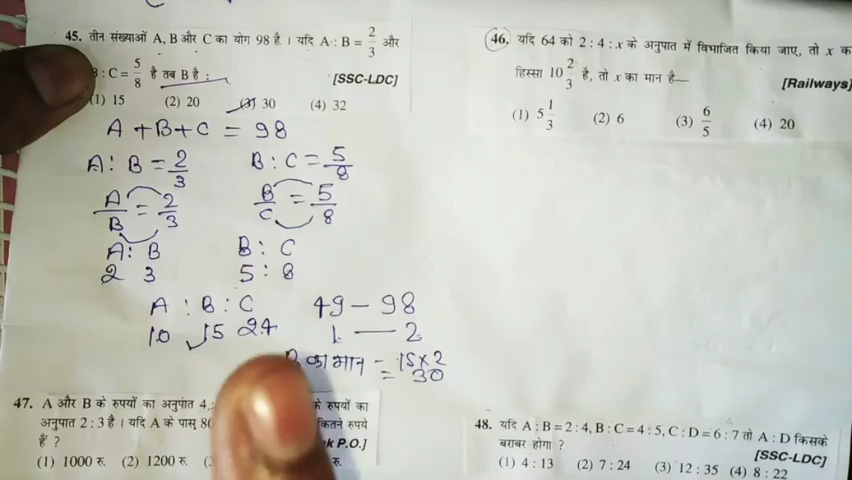 45. तीन संख्याओं A, B और C का योग 98 है । यदि A : B = 2/3 और
: C = 5/8 है तब B है :
[SSC-LDC]
(1) 15 (2) 20 (3) 30 (4) 32
A + B + C = 98
A : B = 2/3 B : C = 5/8
A/B = 2/3 B/C = 5/8
A : B B : C
2 3 5 : 8
A : B : C 49 – 98
10 15 24 1 — 2
का मान = 15 × 2
= 30
46. यदि 64 को 2 : 4 : x के अनुपात में विभाजित किया जाए, तो x क
हिस्सा 10 2/3 है, तो x का मान है—
[Railways]
(1) 5 1/3 (2) 6 (3) 6/5 (4) 20
47. A और B के रुपयों का अनुपात 4 के रुपयों का
अनुपात 2 : 3 है । यदि A के पास 80 कितने रुपये
हैं ? P.O.]
(1) 1000 रु. (2) 1200 रु. रु.
48. यदि A : B = 2 : 4, B : C = 4 : 5, C : D = 6 : 7 तो A : D किसके
बराबर होगा ?
[SSC-LDC]
(1) 4 : 13 (2) 7 : 24 (3) 12 : 35 (4) 8 : 22